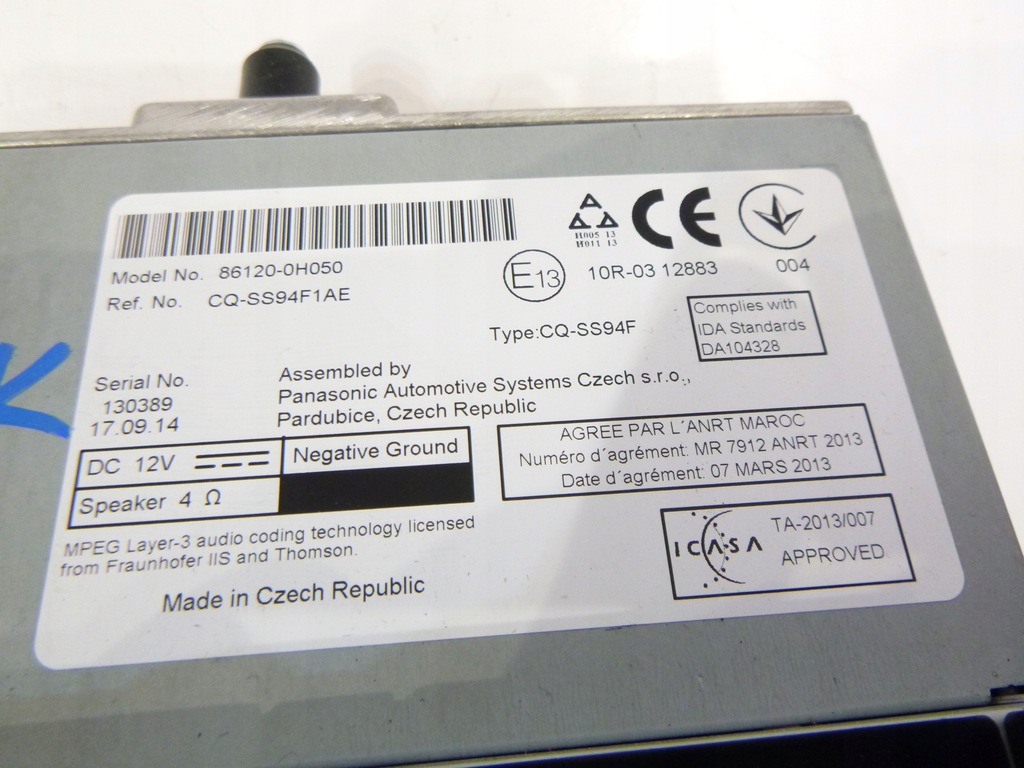 H005 13
M011 13
CE
Model No. 86120-0H050
Ref. No. CQ-SS94F1AE
E13 10R-03 12883
004
Type:CQ-SS94F
Complies with
IDA Standards
DA104328
Serial No.
130389
17.09.14
Assembled by
Panasonic Automotive Systems Czech s.r.o.,
Pardubice, Czech Republic
DC 12V
Negative Ground
Speaker 4 Ω
AGREE PAR L´ANRT MAROC
Numéro d´agrément: MR 7912 ANRT 2013
Date d´agrément: 07 MARS 2013
MPEG Layer-3 audio coding technology licensed
from Fraunhofer IIS and Thomson.
Made in Czech Republic
ICASA
TA-2013/007
APPROVED
K